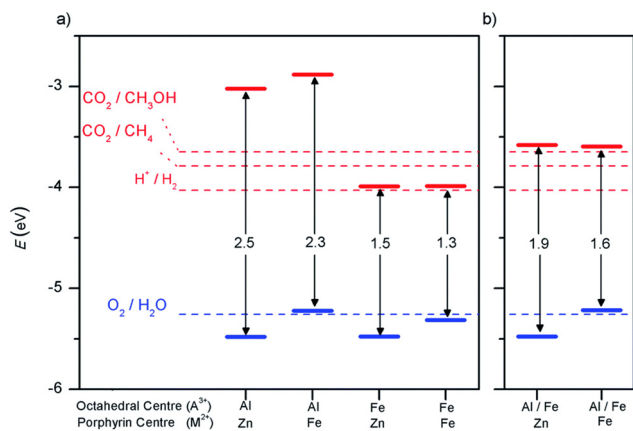 a)
b)
-3
-4
-5
-6
E (eV)
CO₂ / CH₃OH
CO₂ / CH₄
H⁺ / H₂
O₂ / H₂O
2.5
2.3
1.5
1.3
1.9
1.6
Octahedral Centre (A³⁺) Al Al Fe Fe Al / Fe Al / Fe
Porphyrin Centre (M²⁺) Zn Fe Zn Fe Zn Fe